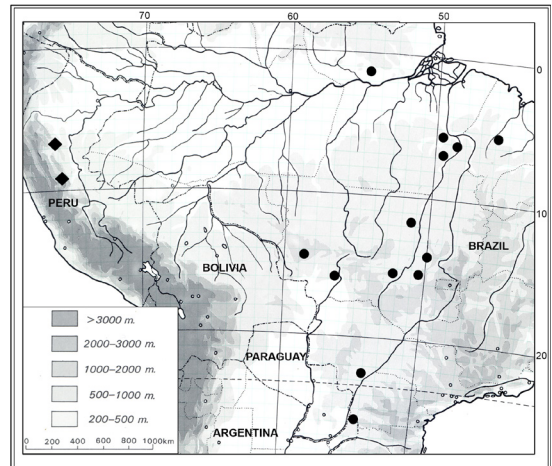 70 60 50
0
PERU
10
BRAZIL
BOLIVIA
>3000 m.
2000–3000 m.
1000–2000 m.
PARAGUAY
20
500–1000 m.
200–500 m.
ARGENTINA
0 200 400 600 800 1000km